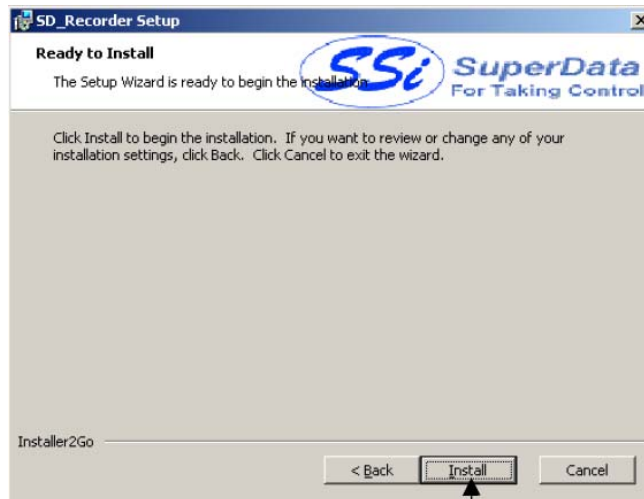 SD_Recorder Setup
Ready to Install
The Setup Wizard is ready to begin the installation
SSi
SuperData
For Taking Control
Click Install to begin the installation. If you want to review or change any of your
installation settings, click Back. Click Cancel to exit the wizard.
Installer2Go
< Back
Install
Cancel